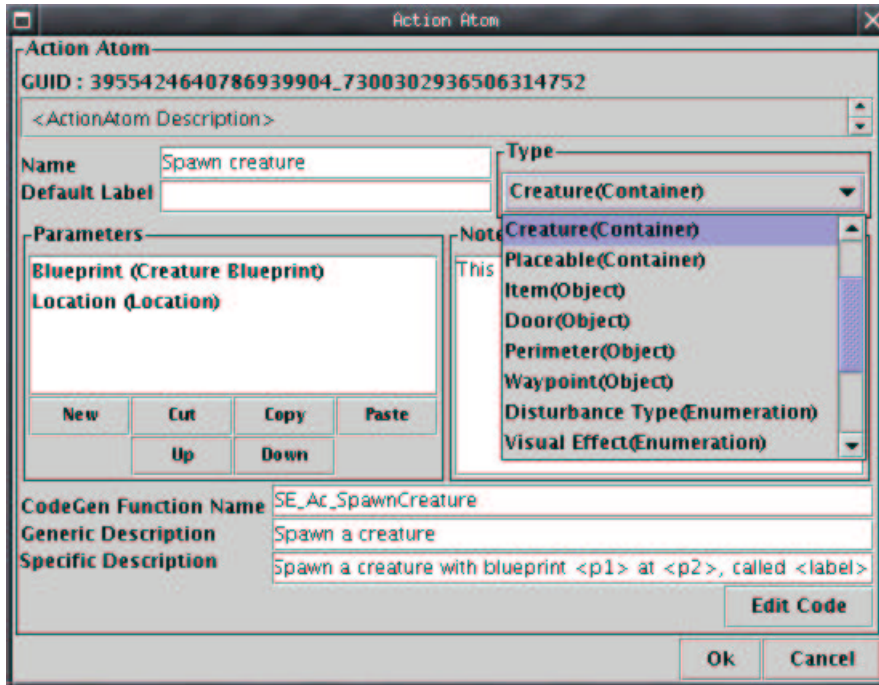 Action Atom
Action Atom
GUID : 3955424640786939904_7300302936506314752
<ActionAtom Description>
Name
Spawn creature
Default Label
Type
Creature(Container)
Creature(Container)
Placeable(Container)
Item(Object)
Door(Object)
Perimeter(Object)
Waypoint(Object)
Disturbance Type(Enumeration)
Visual Effect(Enumeration)
Parameters
Blueprint (Creature Blueprint)
Location (Location)
New Cut Copy Paste
Up Down
Note
This
CodeGen Function Name SE_Ac_SpawnCreature
Generic Description Spawn a creature
Specific Description Spawn a creature with blueprint <p1> at <p2>, called <label>
Edit Code
Ok Cancel